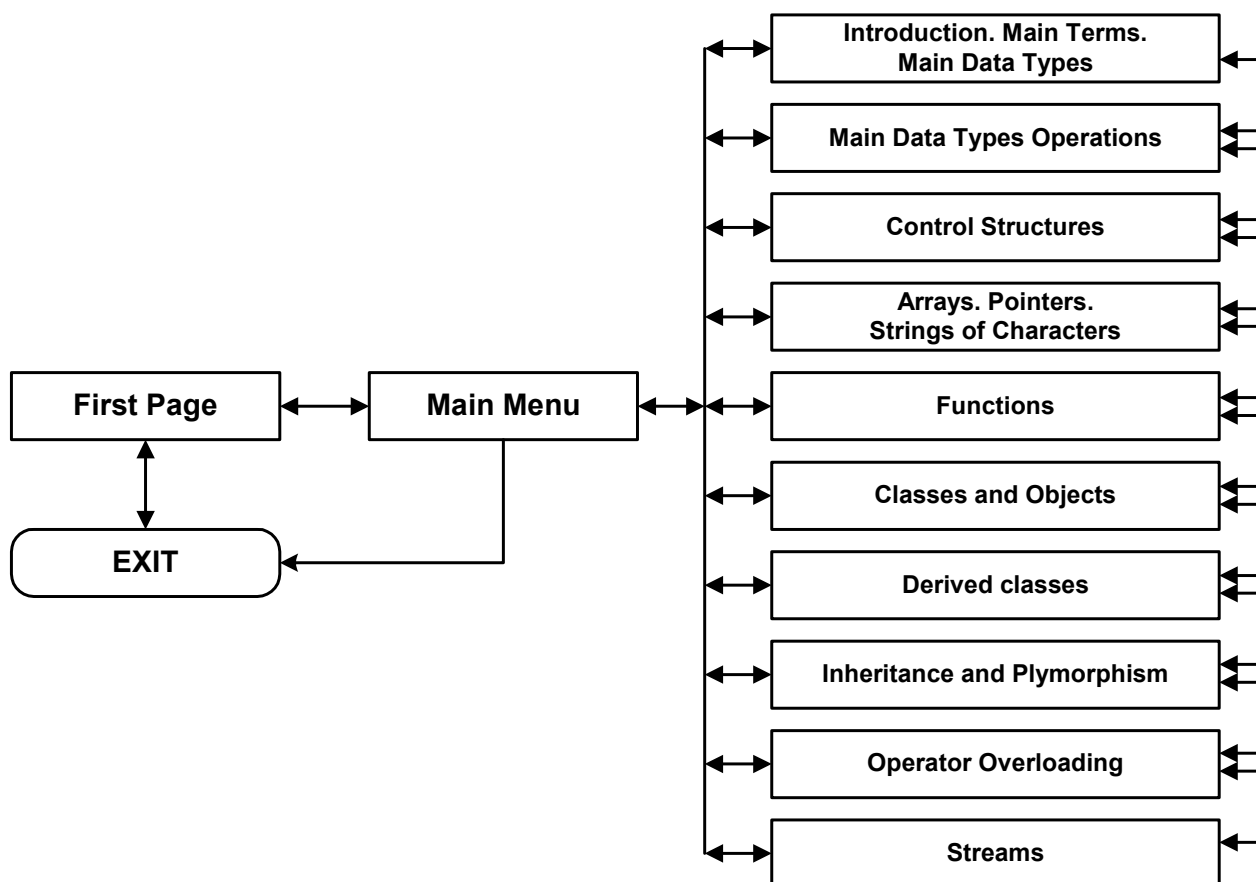 Introduction. Main Terms.
Main Data Types
Main Data Types Operations
Control Structures
Arrays. Pointers.
Strings of Characters
First Page
Main Menu
Functions
Classes and Objects
EXIT
Derived classes
Inheritance and Plymorphism
Operator Overloading
Streams